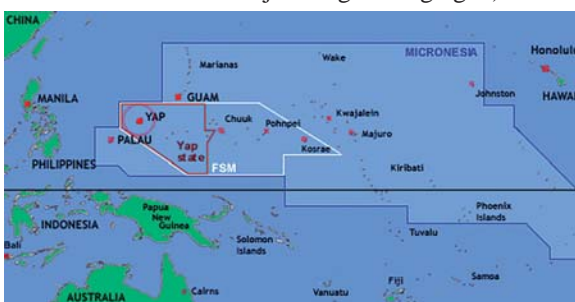 CHINA
Marianas
Wake
MICRONESIA
Honolulu
Johnston
HAWAI
MANILA
GUAM
YAP
Chuuk
Pohnpei
Kwajalein
Majuro
PALAU
Yap
state
Kosrae
PHILIPPINES
FSM
Kiribati
INDONESIA
Papua
New
Guinea
Solomon
Islands
Phoenix
Islands
Tuvalu
Bali
Samoa
Cairns
Vanuatu
Fiji
AUSTRALIA